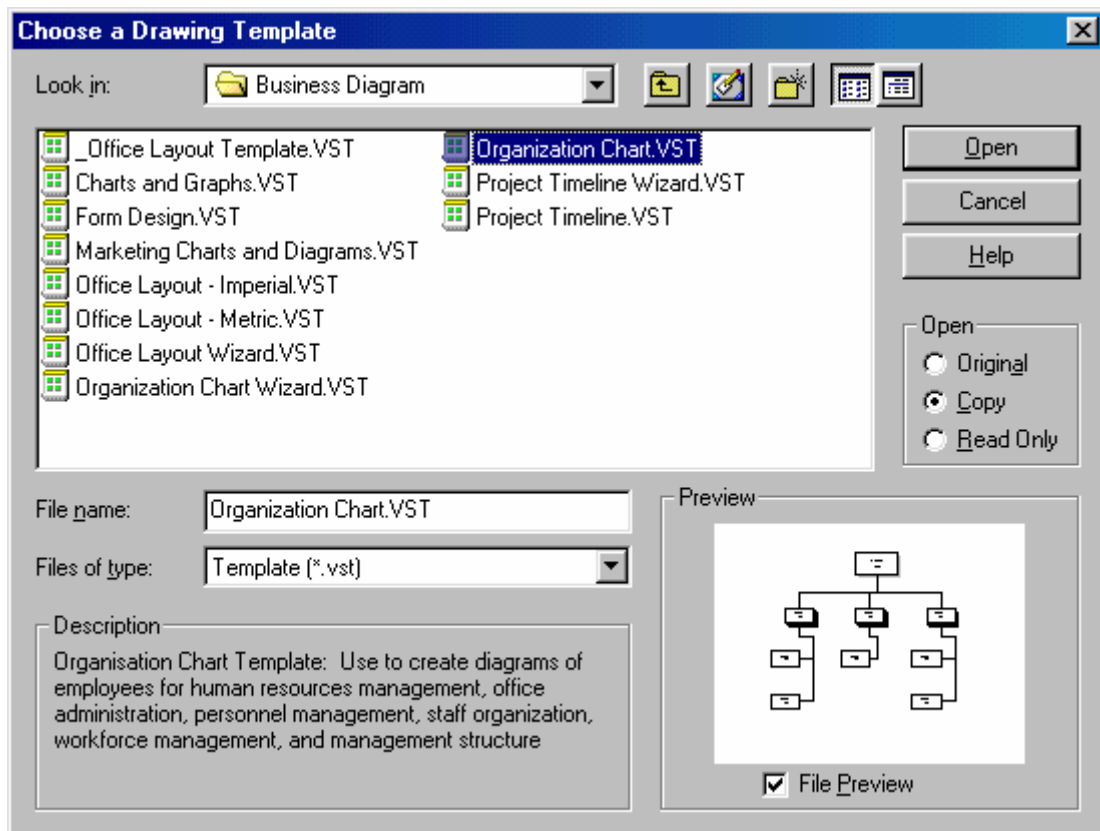 Choose a Drawing Template
Look in:
Business Diagram
_Office Layout Template.VST
Charts and Graphs.VST
Form Design.VST
Marketing Charts and Diagrams.VST
Office Layout - Imperial.VST
Office Layout - Metric.VST
Office Layout Wizard.VST
Organization Chart Wizard.VST
Organization Chart.VST
Project Timeline Wizard.VST
Project Timeline.VST
Open
Cancel
Help
Open
Original
Copy
Read Only
File name:
Organization Chart.VST
Files of type:
Template (*.vst)
Description
Organisation Chart Template:  Use to create diagrams of
employees for human resources management, office
administration, personnel management, staff organization,
workforce management, and management structure
Preview
File Preview